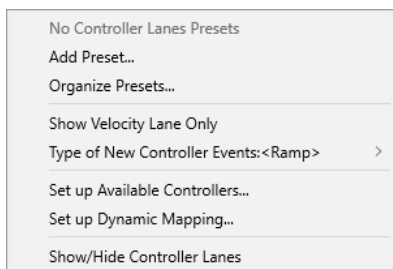 No Controller Lanes Presets
Add Preset...
Organize Presets...
Show Velocity Lane Only
Type of New Controller Events:<Ramp>
Set up Available Controllers...
Set up Dynamic Mapping...
Show/Hide Controller Lanes